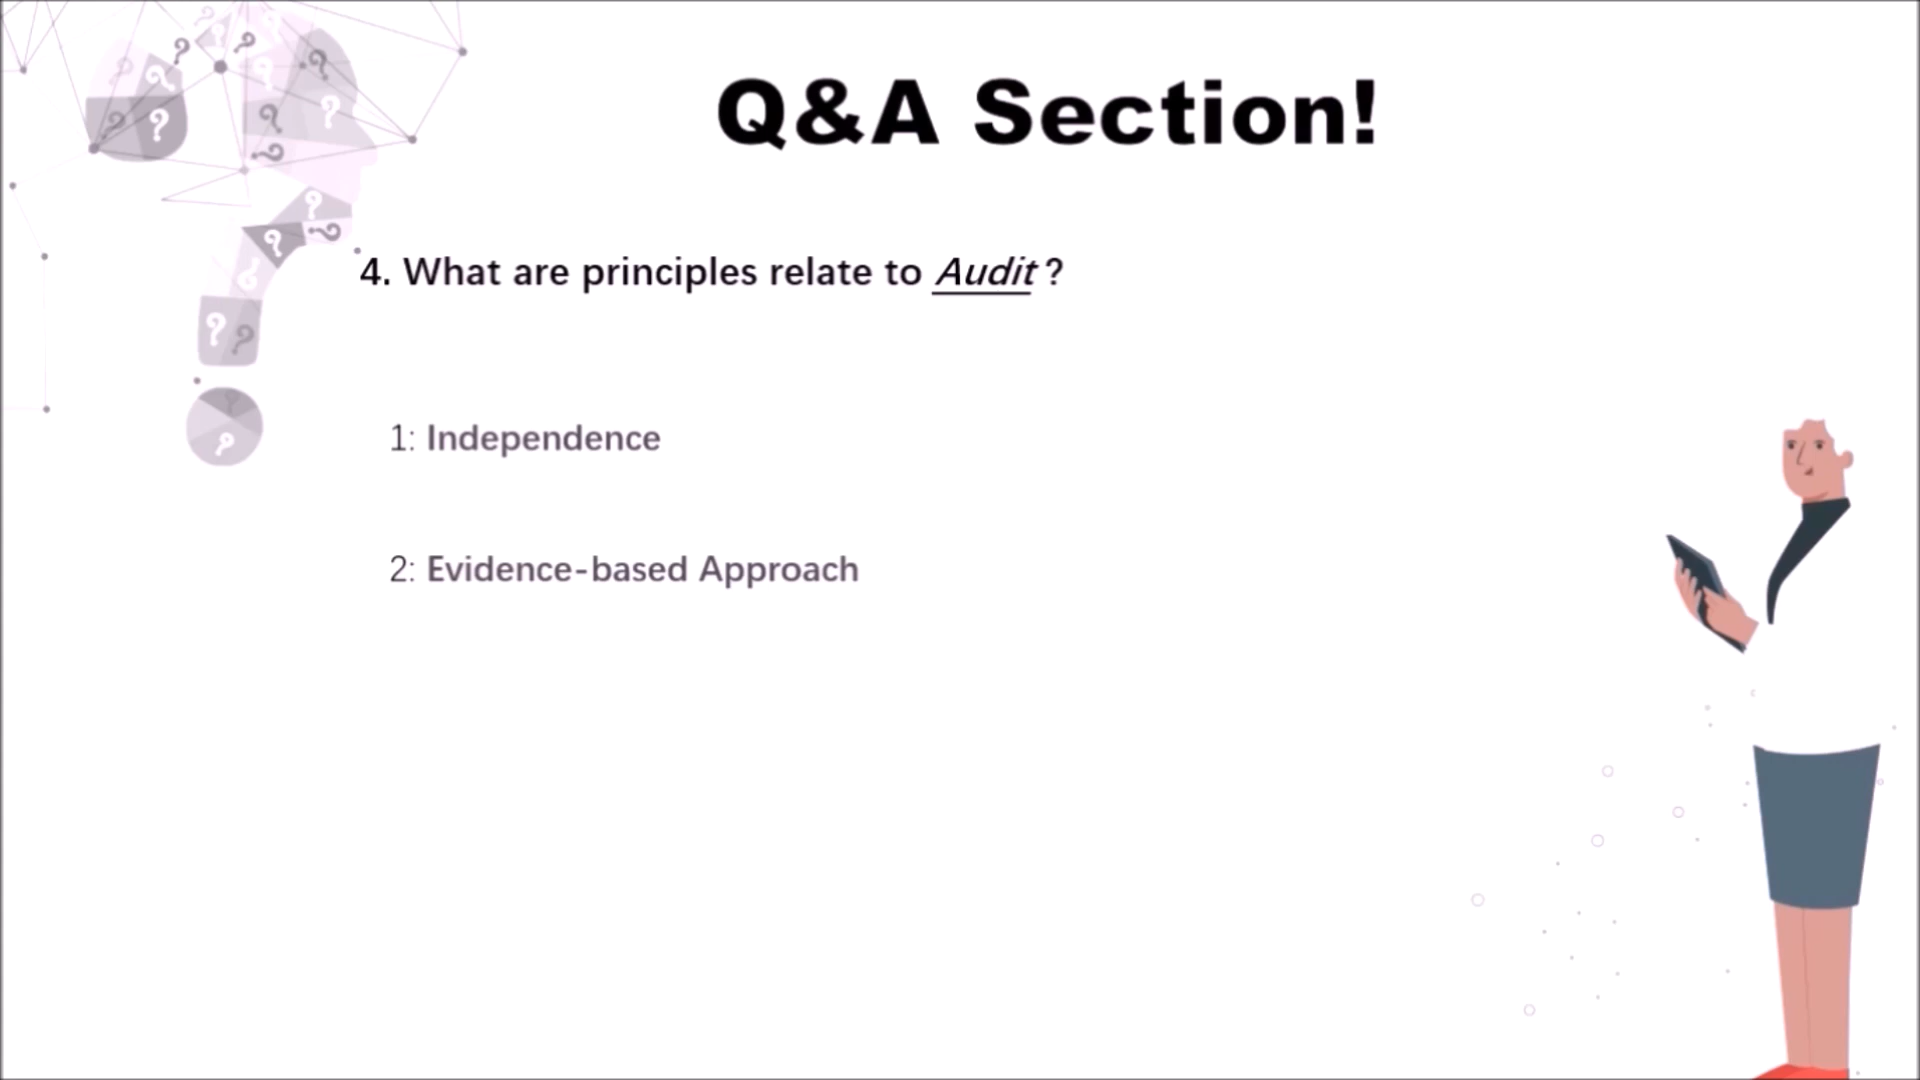 Q&A Section!
4. What are principles relate to Audit ?
1: Independence
2: Evidence-based Approach